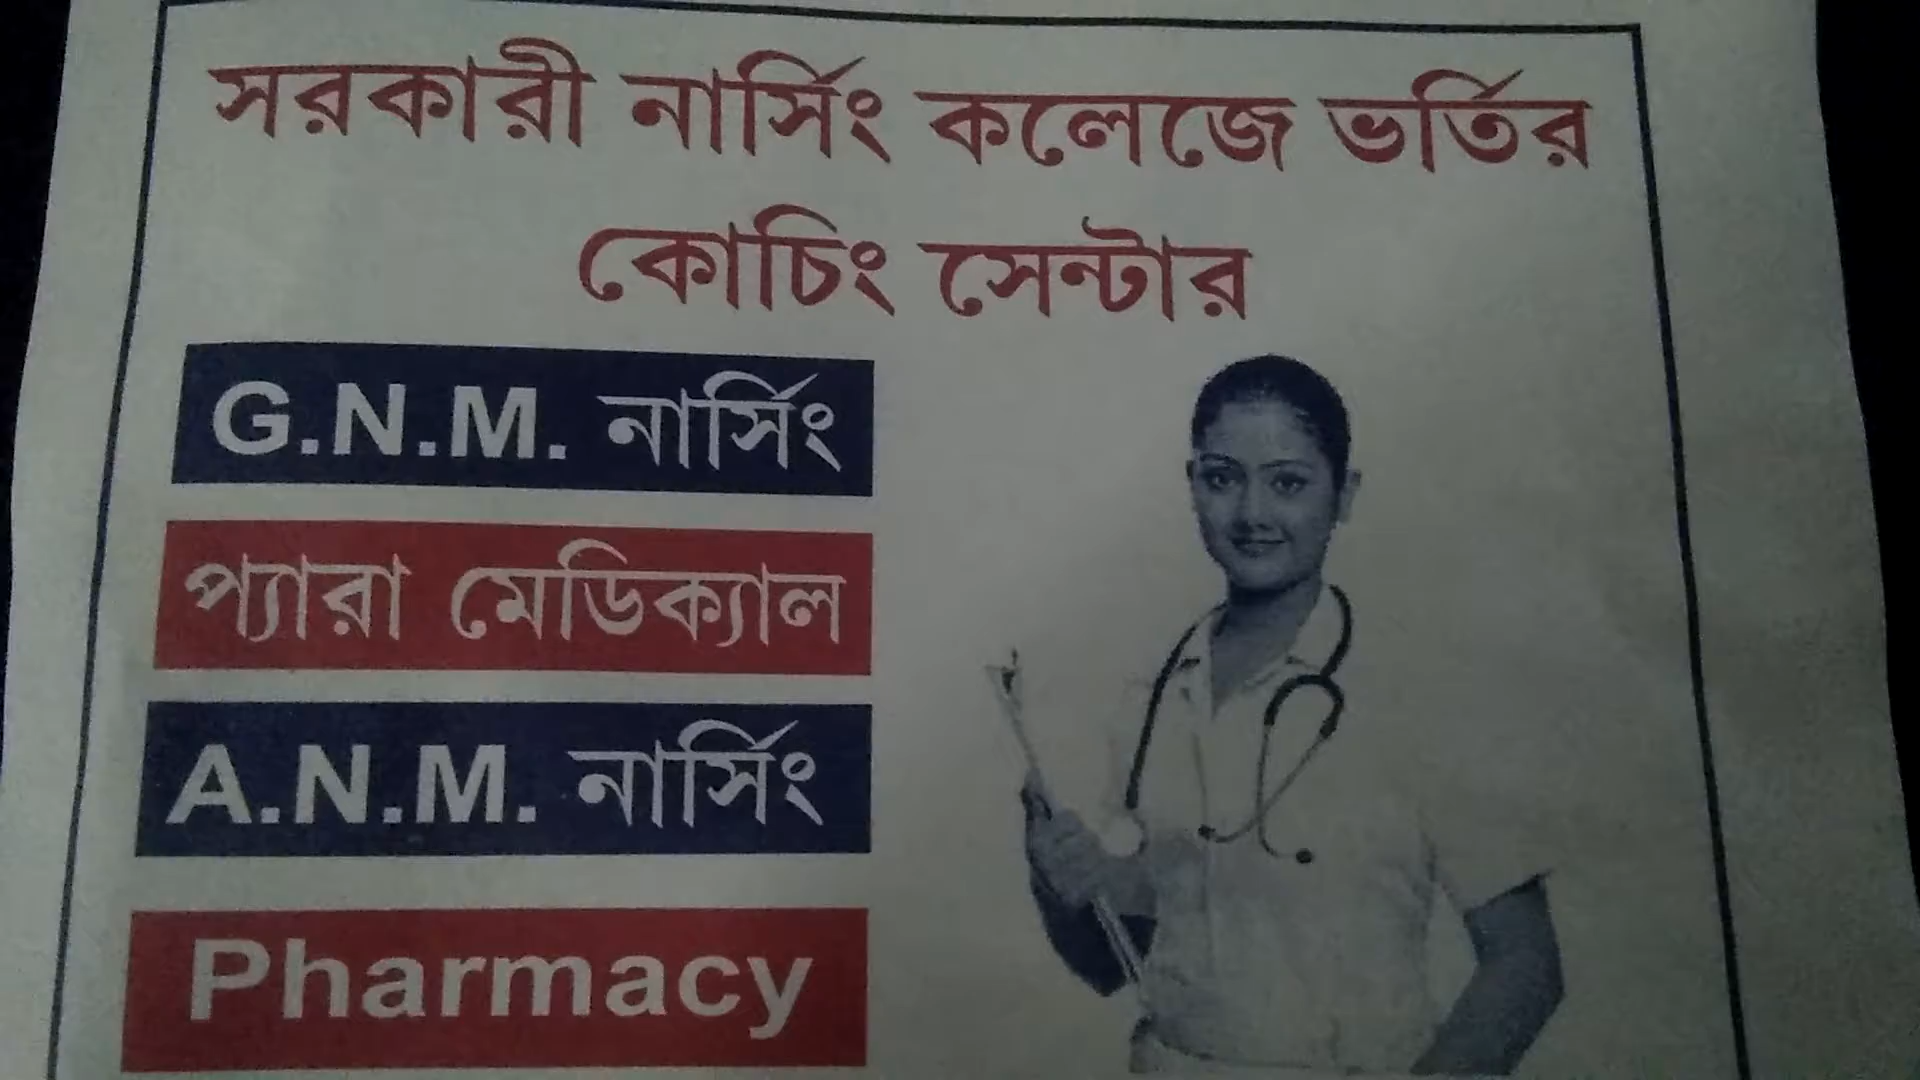 সরকারী নার্সিং কলেজে ভর্তির
কোচিং সেন্টার
G.N.M. নার্সিং
প্যারা মেডিক্যাল
A.N.M. নার্সিং
Pharmacy